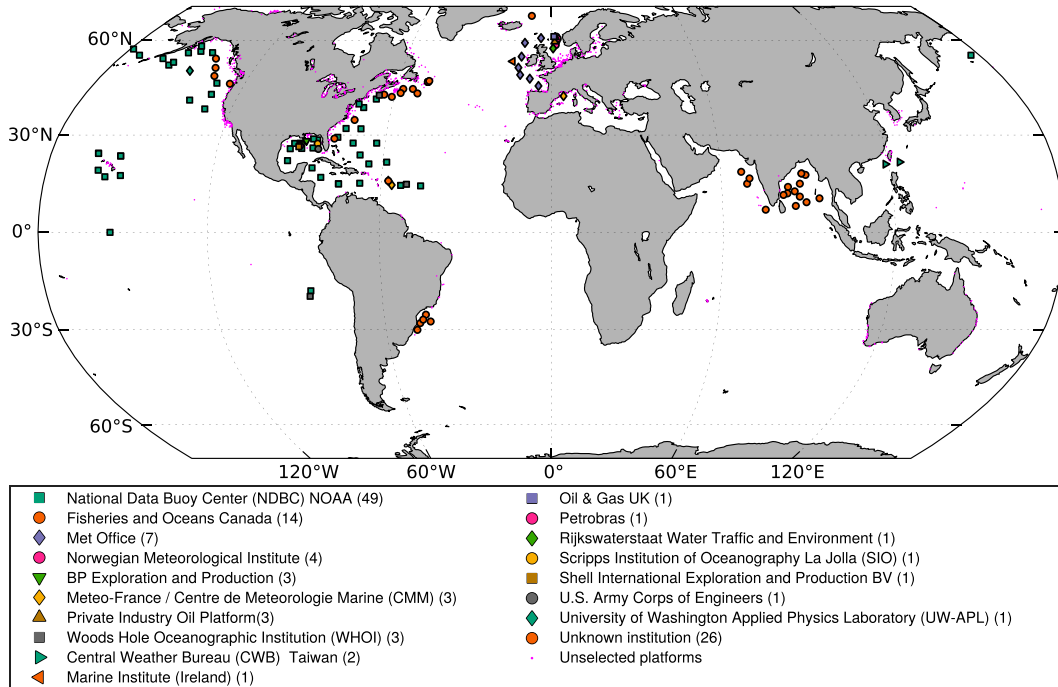 60°N
30°N
0°
30°S
60°S
120°W 60°W 0° 60°E 120°E
National Data Buoy Center (NDBC) NOAA (49)
Fisheries and Oceans Canada (14)
Met Office (7)
Norwegian Meteorological Institute (4)
BP Exploration and Production (3)
Meteo-France / Centre de Meteorologie Marine (CMM) (3)
Private Industry Oil Platform(3)
Woods Hole Oceanographic Institution (WHOI) (3)
Central Weather Bureau (CWB) Taiwan (2)
Marine Institute (Ireland) (1)
Oil & Gas UK (1)
Petrobras (1)
Rijkswaterstaat Water Traffic and Environment (1)
Scripps Institution of Oceanography La Jolla (SIO) (1)
Shell International Exploration and Production BV (1)
U.S. Army Corps of Engineers (1)
University of Washington Applied Physics Laboratory (UW-APL) (1)
Unknown institution (26)
Unselected platforms